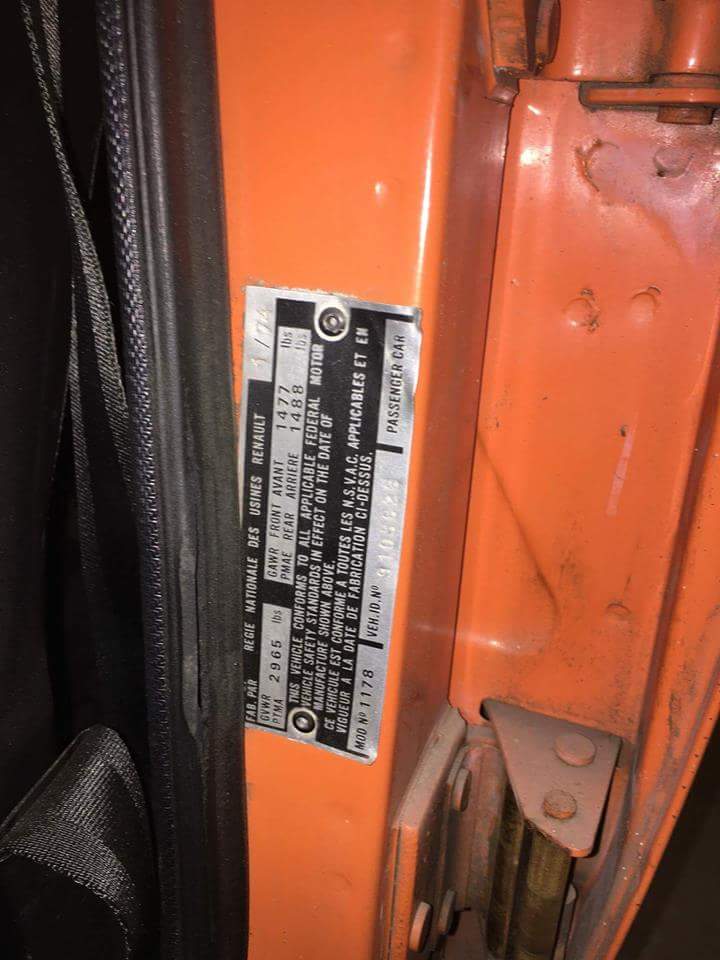 FAB. PAR REGIE NATIONALE DES USINES RENAULT 1/74
GVWR
PTMA 2965 lbs
GAWR FRONT AVANT 1477 lbs
PMAE REAR ARRIERE 1488 lbs
THIS VEHICLE CONFORMS TO ALL APPLICABLE FEDERAL MOTOR
VEHICLE SAFETY STANDARDS IN EFFECT ON THE DATE OF
MANUFACTURE SHOWN ABOVE.
CE VEHICULE EST CONFORME A TOUTES LES N.S.V.A.C. APPLICABLES ET EN
VIGUEUR A LA DATE DE FABRICATION CI-DESSUS.
MOD Nº 1178 VEH.ID.Nº PASSENGER CAR